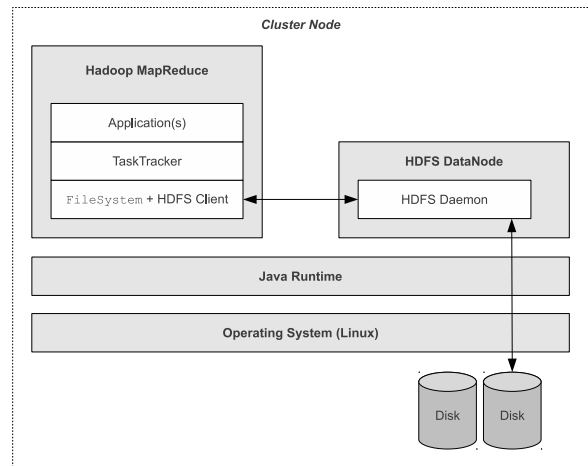 Cluster Node
Hadoop MapReduce
Application(s)
TaskTracker
FileSystem + HDFS Client
HDFS DataNode
HDFS Daemon
Java Runtime
Operating System (Linux)
Disk
Disk